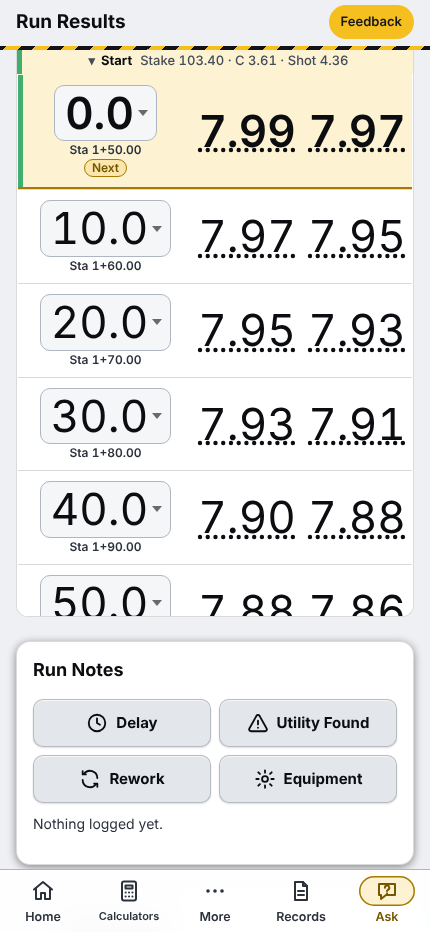 Run Results
Feedback
▼ Start Stake 103.40 · C 3.61 · Shot 4.36
0.0 7.99 7.97
Sta 1+50.00
Next
10.0 7.97 7.95
Sta 1+60.00
20.0 7.95 7.93
Sta 1+70.00
30.0 7.93 7.91
Sta 1+80.00
40.0 7.90 7.88
Sta 1+90.00
50.0 7.88 7.86
Run Notes
Delay Utility Found
Rework Equipment
Nothing logged yet.
Home Calculators More Records Ask